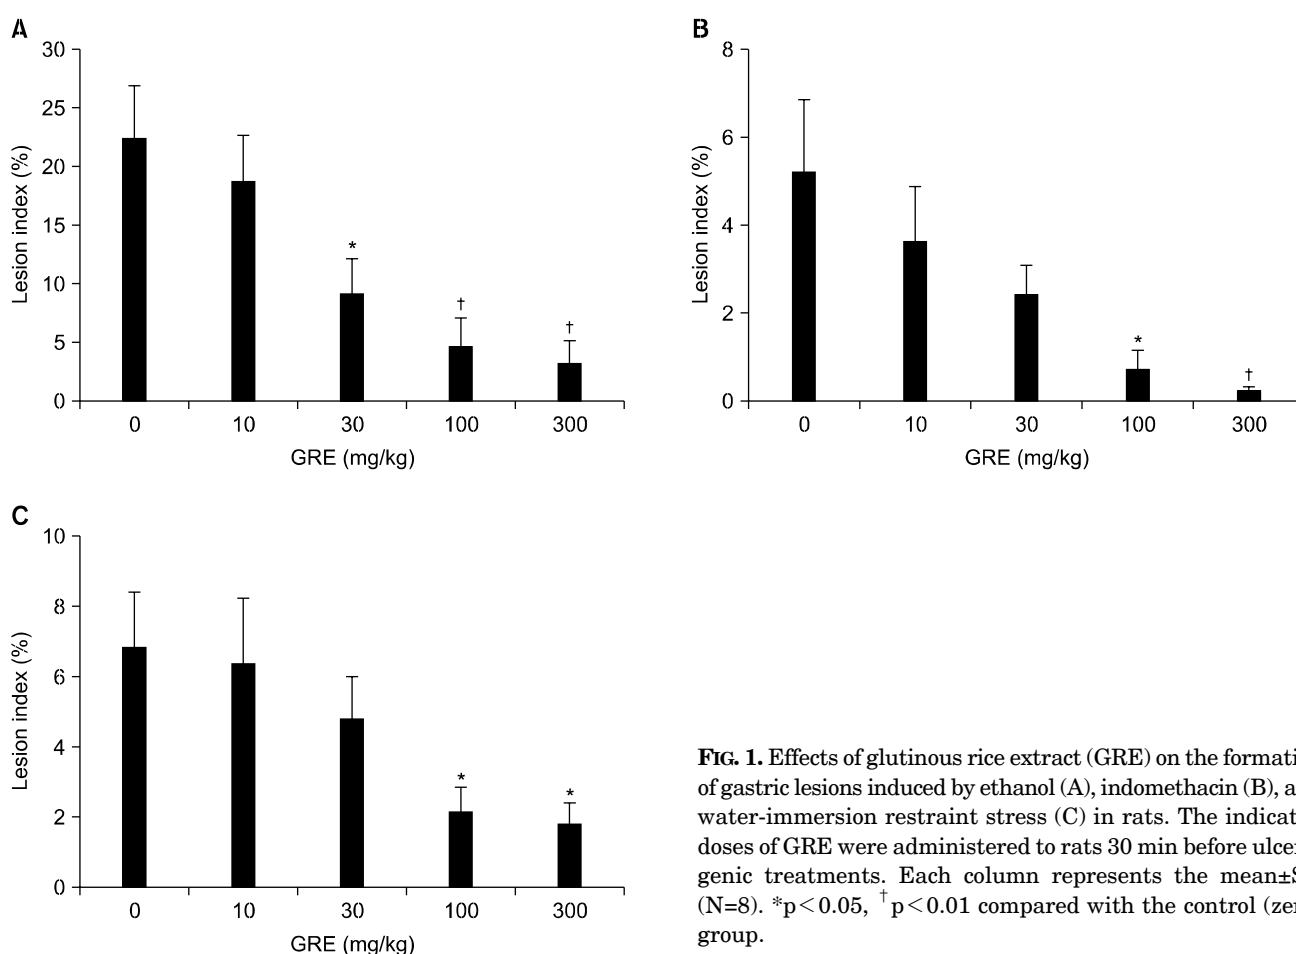 A
30
25
20
15
10
5
0
Lesion index (%)
*
†
†
0 10 30 100 300
GRE (mg/kg)
B
8
6
4
2
0
Lesion index (%)
*
†
0 10 30 100 300
GRE (mg/kg)
C
10
8
6
4
2
0
Lesion index (%)
*
*
0 10 30 100 300
GRE (mg/kg)
FIG. 1. Effects of glutinous rice extract (GRE) on the formati
of gastric lesions induced by ethanol (A), indomethacin (B), a
water-immersion restraint stress (C) in rats. The indicat
doses of GRE were administered to rats 30 min before ulcer
genic treatments. Each column represents the mean±S
(N=8). *p<0.05, †p<0.01 compared with the control (zer
group.